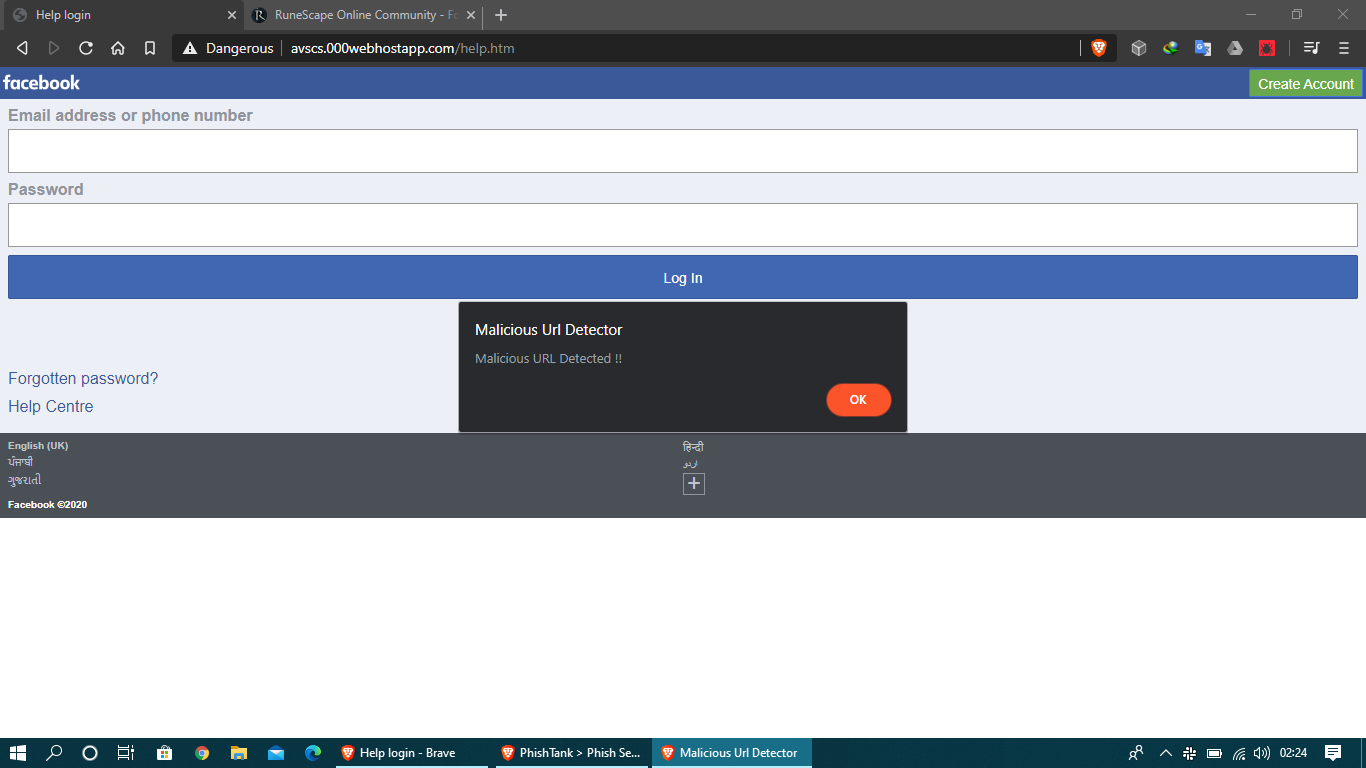 Help login
RuneScape Online Community - Fo
Dangerous avscs.000webhostapp.com/help.htm
facebook
Create Account
Email address or phone number
Password
Log In
Malicious Url Detector
Malicious URL Detected !!
OK
Forgotten password?
Help Centre
English (UK)
ਪੰਜਾਬੀ
ગુજરાતી
हिन्दी
اردو
Facebook ©2020
Help login - Brave
PhishTank > Phish Se...
Malicious Url Detector
02:24